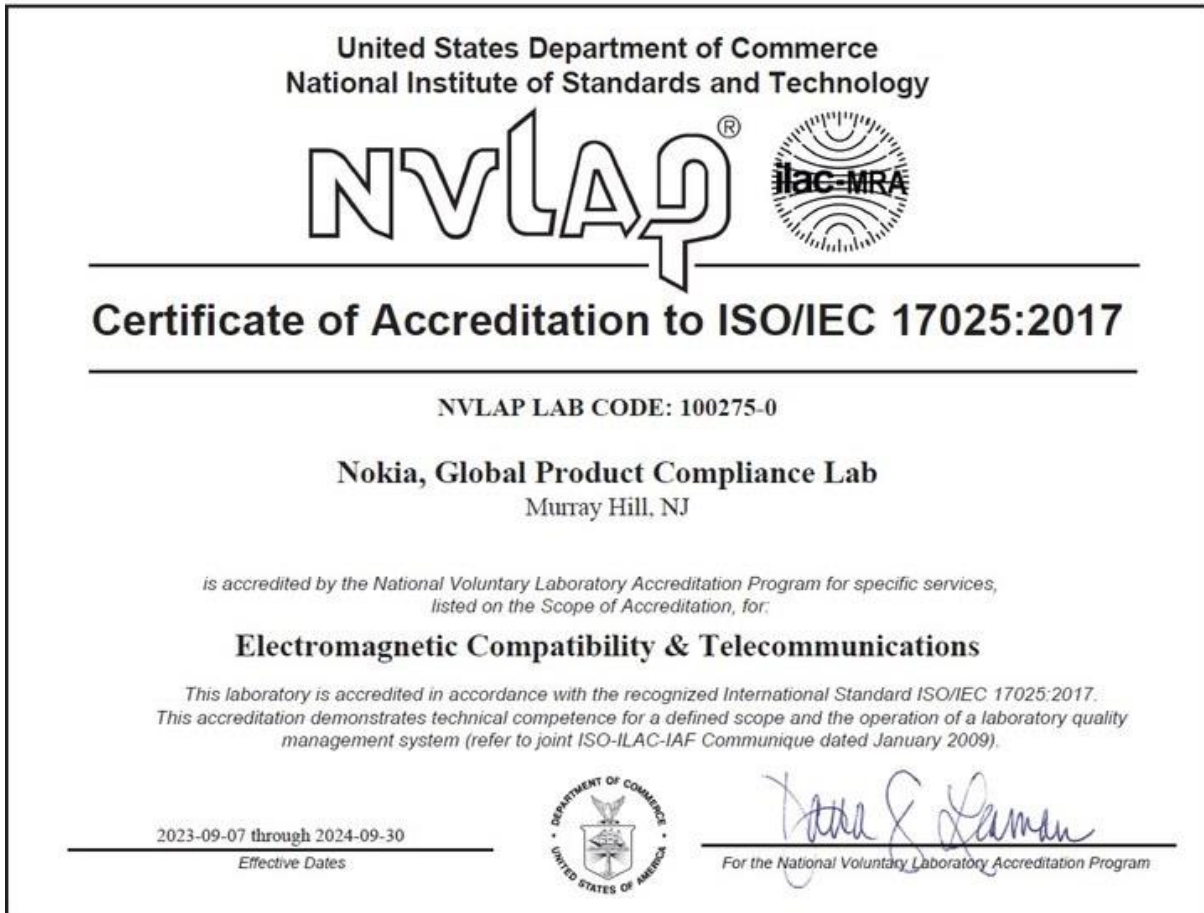 United States Department of Commerce
National Institute of Standards and Technology
NVLAP®
ilac-MRA
Certificate of Accreditation to ISO/IEC 17025:2017
NVLAP LAB CODE: 100275-0
Nokia, Global Product Compliance Lab
Murray Hill, NJ
is accredited by the National Voluntary Laboratory Accreditation Program for specific services,
listed on the Scope of Accreditation, for:
Electromagnetic Compatibility & Telecommunications
This laboratory is accredited in accordance with the recognized International Standard ISO/IEC 17025:2017.
This accreditation demonstrates technical competence for a defined scope and the operation of a laboratory quality
management system (refer to joint ISO-ILAC-IAF Communique dated January 2009).
2023-09-07 through 2024-09-30
Effective Dates
DEPARTMENT OF COMMERCE
UNITED STATES OF AMERICA
For the National Voluntary Laboratory Accreditation Program